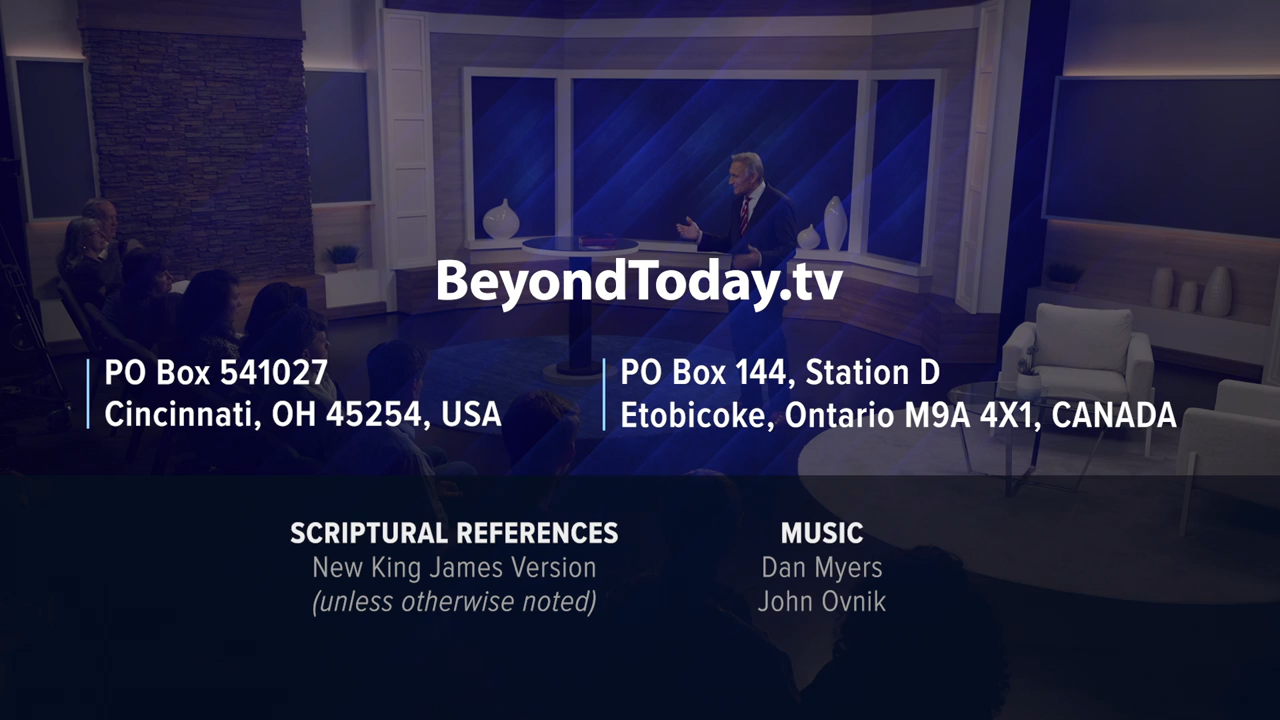 BeyondToday.tv
PO Box 541027
Cincinnati, OH 45254, USA
PO Box 144, Station D
Etobicoke, Ontario M9A 4X1, CANADA
SCRIPTURAL REFERENCES
New King James Version
(unless otherwise noted)
MUSIC
Dan Myers
John Ovnik